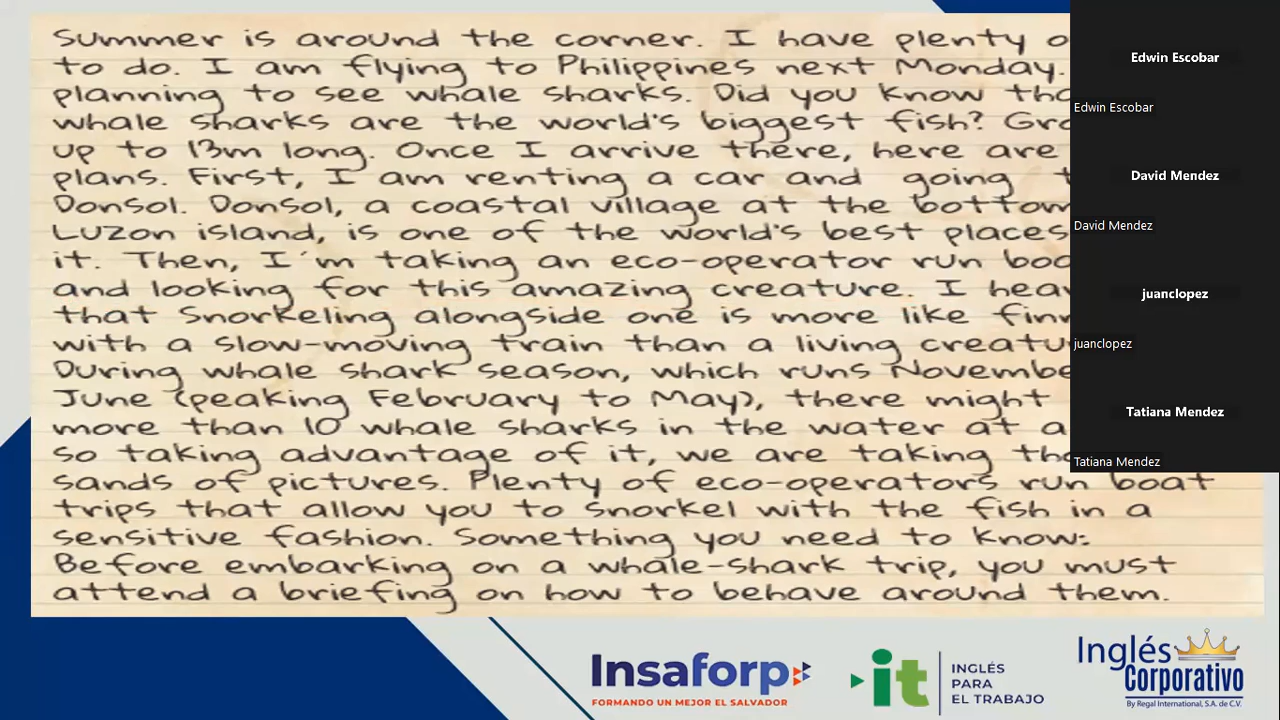 Summer is around the corner. I have plenty
to do. I am flying to Philippines next Monday.
planning to see whale sharks. Did you know
whale sharks are the world's biggest fish?
up to 13m long. Once I arrive there, here are
plans. First, I am renting a car and going
Donsol. Donsol, a coastal village at the bottom
Luzon island, is one of the world's best places
it. Then, I'm taking an eco-operator run
and looking for this amazing creature. I
that snorkeling alongside one is more like
with a slow-moving train than a living
During whale shark season, which runs
June (peaking February to May), there might
more than 10 whale sharks in the water at a
so taking advantage of it, we are taking
sands of pictures. Plenty of eco-operators run boat
trips that allow you to snorkel with the fish in a
sensitive fashion. Something you need to know:
Before embarking on a whale-shark trip, you must
attend a briefing on how to behave around them.
Edwin Escobar
Edwin Escobar
David Mendez
David Mendez
juanclopez
juanclopez
Tatiana Mendez
Tatiana Mendez
Insaforp
FORMANDO UN MEJOR EL SALVADOR
it
INGLÉS
PARA
EL TRABAJO
Inglés
Corporativo
By Regal International, S.A. de C.V.